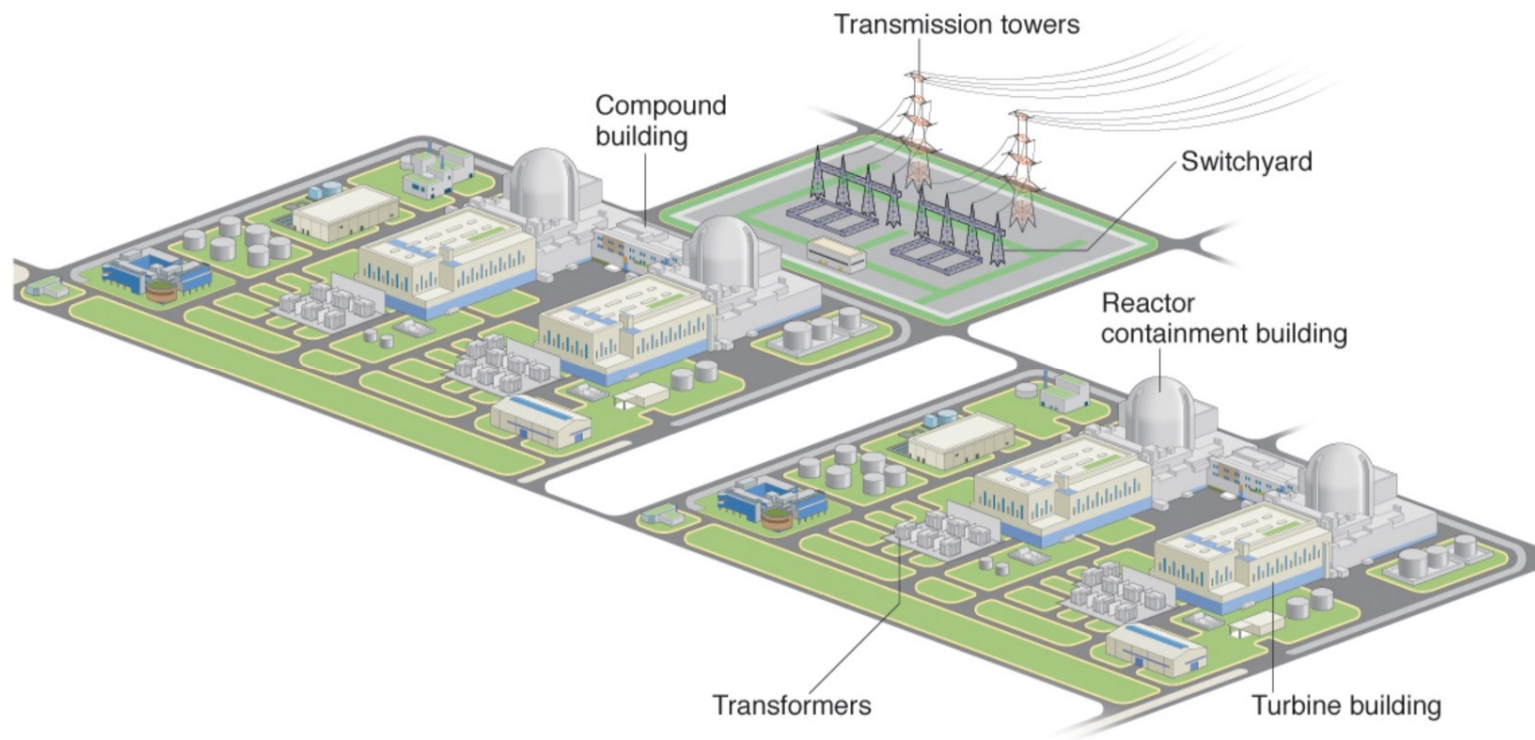 Transmission towers
Compound
building
Switchyard
Reactor
containment building
Transformers
Turbine building